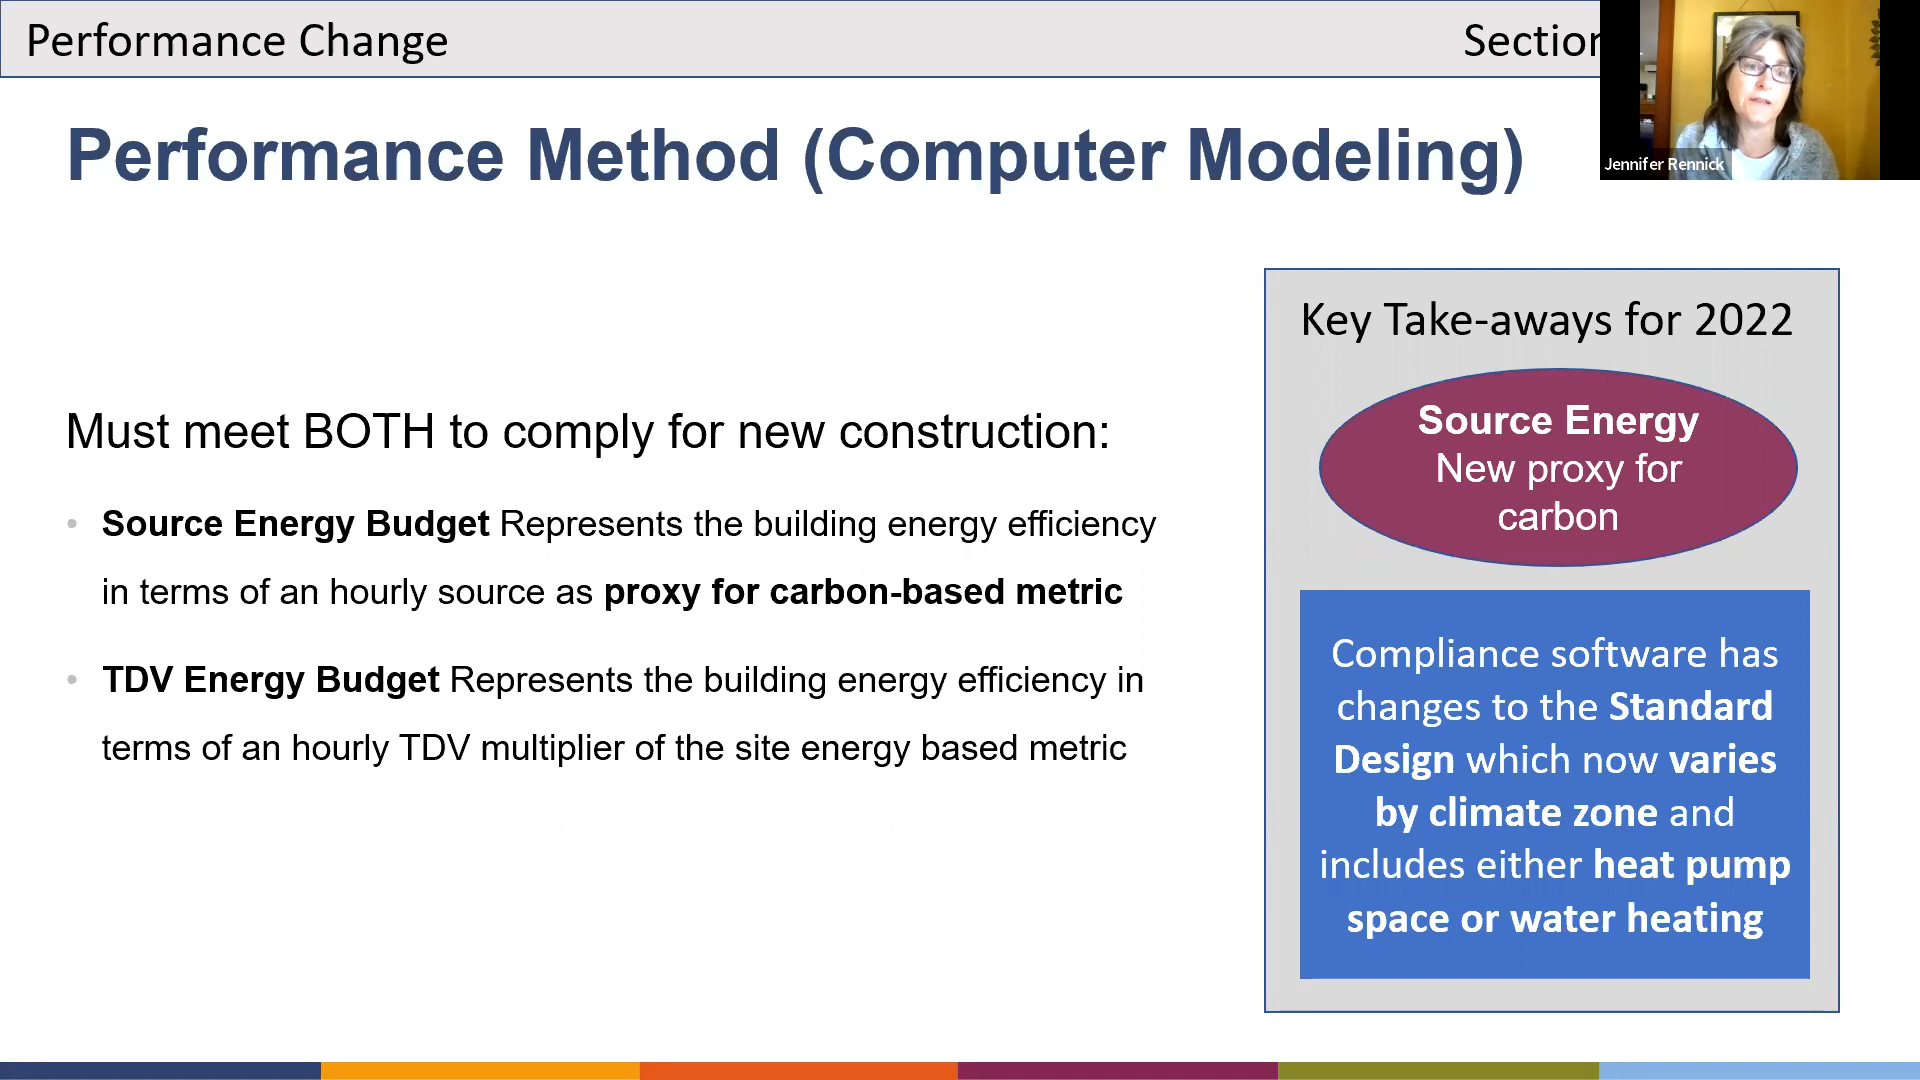 Performance Change
Section
Jennifer Rennick
Performance Method (Computer Modeling)
Must meet BOTH to comply for new construction:
• Source Energy Budget Represents the building energy efficiency
in terms of an hourly source as proxy for carbon-based metric
• TDV Energy Budget Represents the building energy efficiency in
terms of an hourly TDV multiplier of the site energy based metric
Key Take-aways for 2022
Source Energy
New proxy for
carbon
Compliance software has
changes to the Standard
Design which now varies
by climate zone and
includes either heat pump
space or water heating